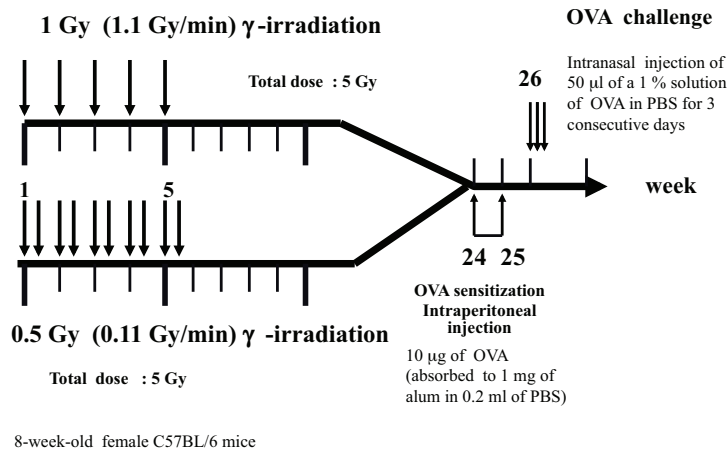 1 Gy (1.1 Gy/min) γ-irradiation
Total dose : 5 Gy
OVA challenge
Intranasal injection of
50 µl of a 1 % solution
of OVA in PBS for 3
consecutive days
26
1
5
week
24
25
OVA sensitization
Intraperitoneal
injection
10 µg of OVA
(absorbed to 1 mg of
alum in 0.2 ml of PBS)
0.5 Gy (0.11 Gy/min) γ -irradiation
Total dose : 5 Gy
8-week-old female C57BL/6 mice